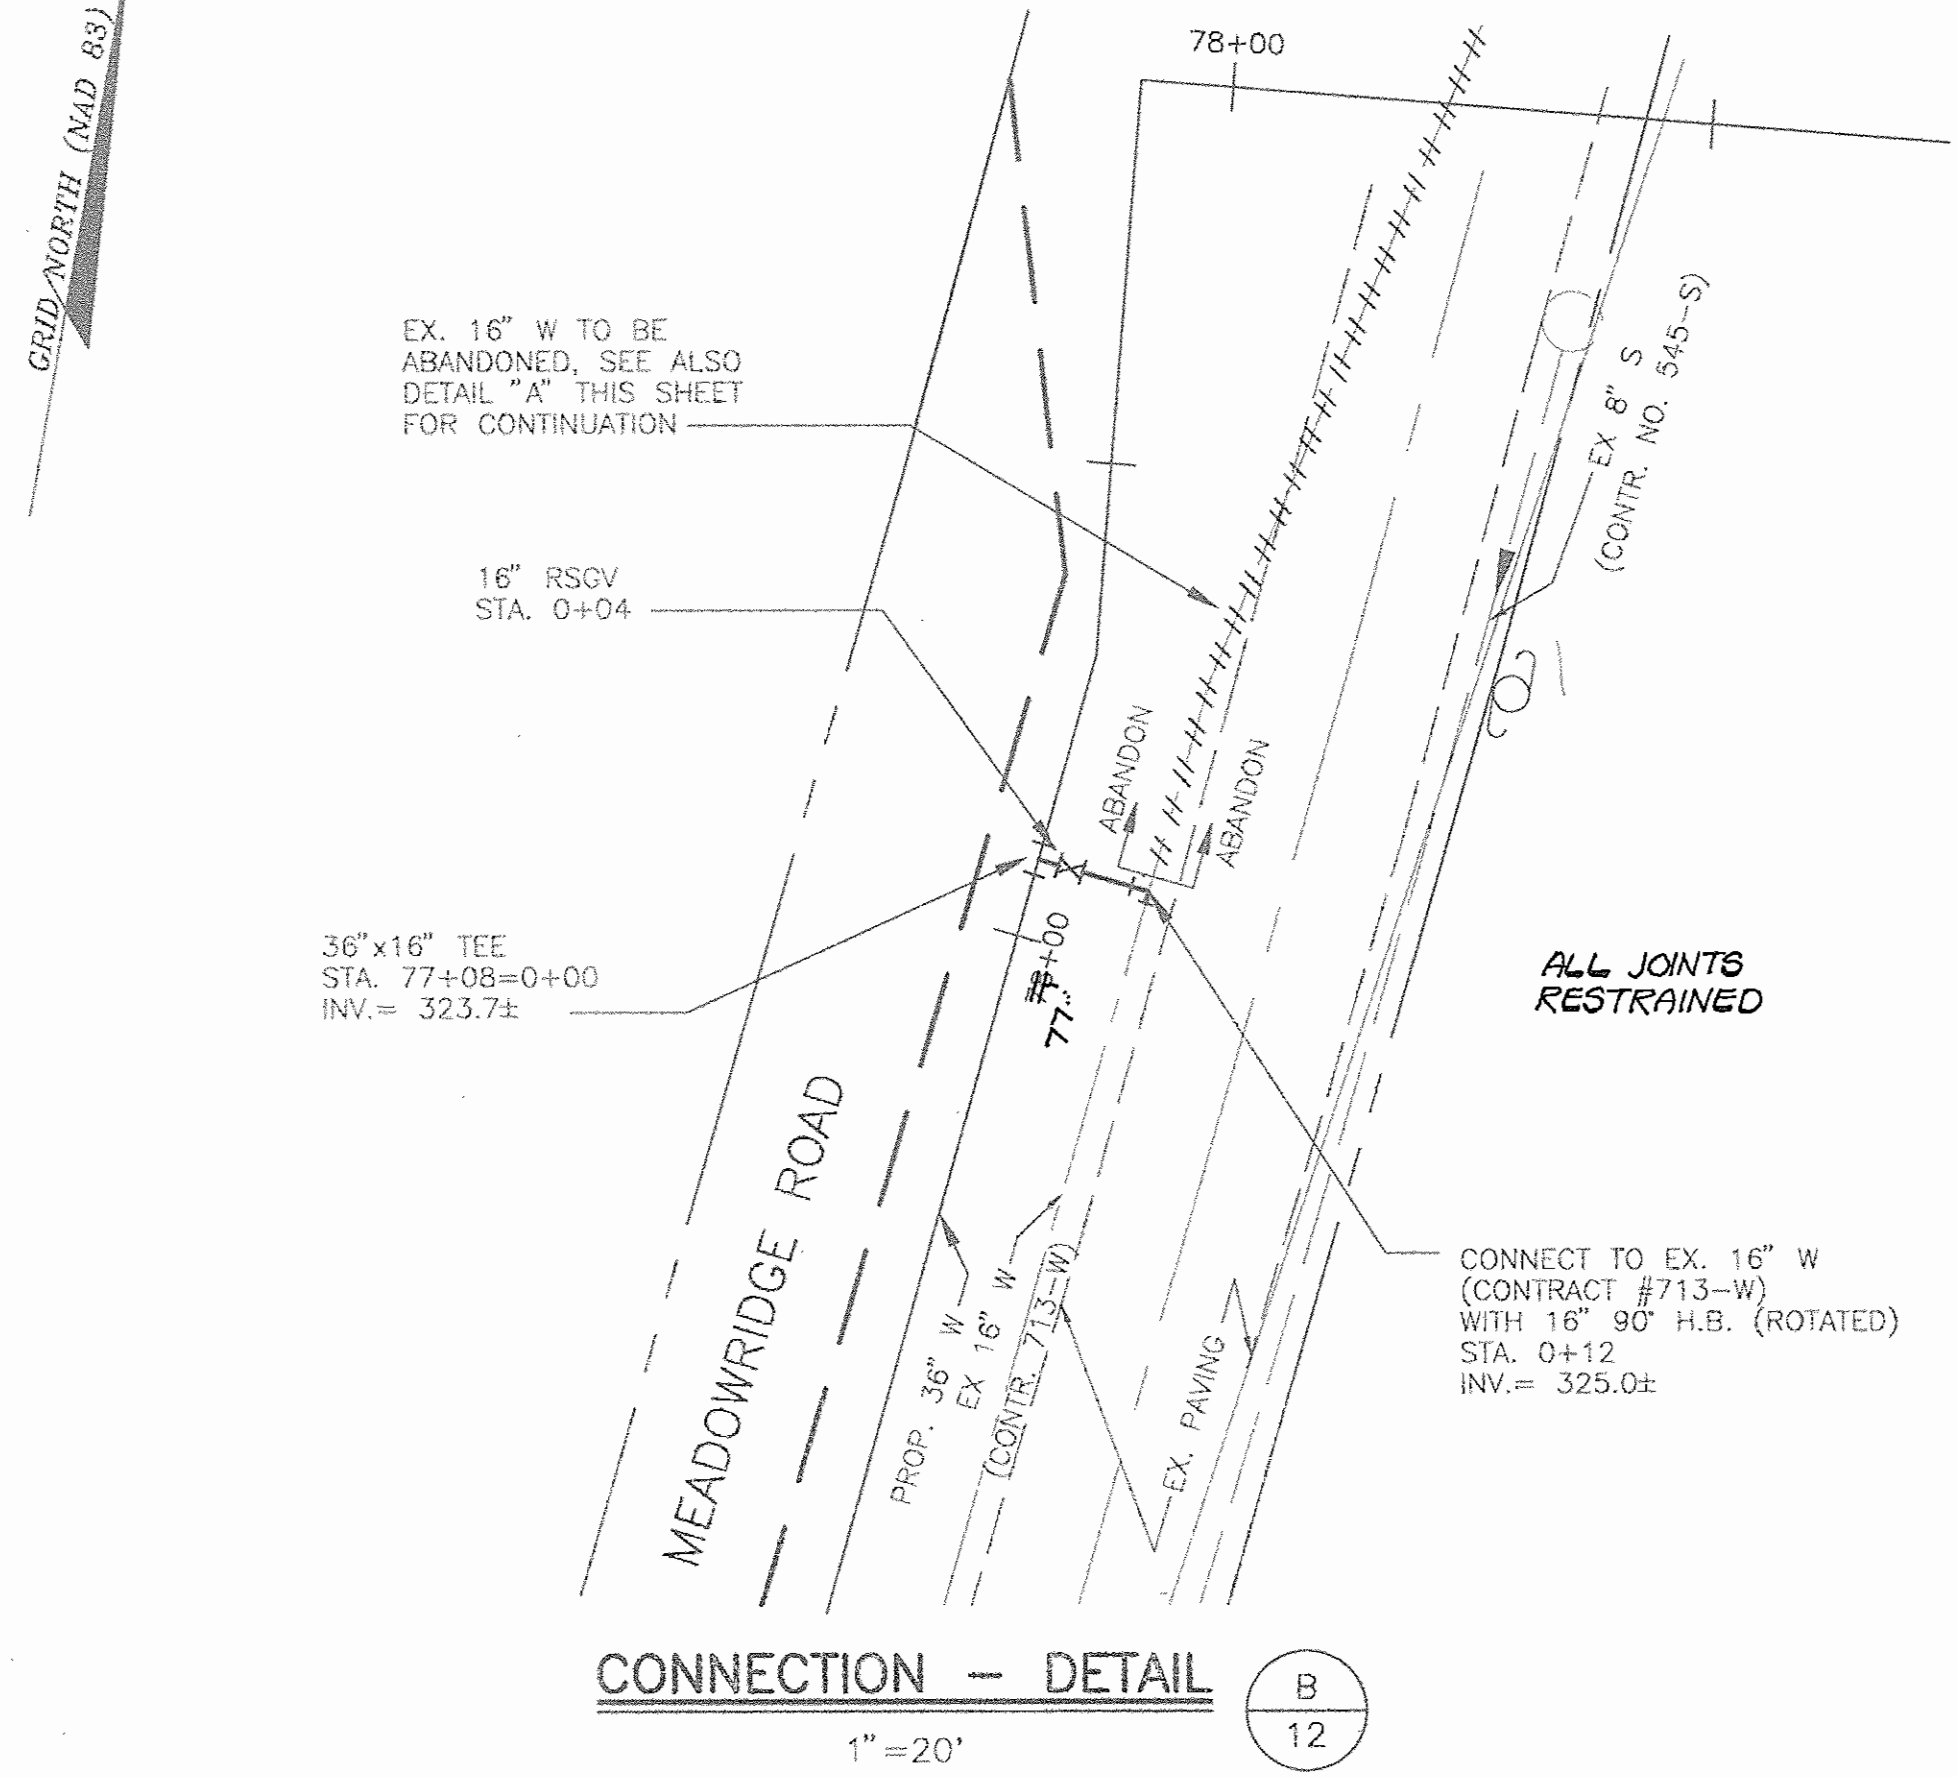 GRID/NORTH (NAD 83)
78+00
EX. 16" W TO BE
ABANDONED, SEE ALSO
DETAIL "A" THIS SHEET
FOR CONTINUATION
EX 8" S
(CONTR. NO. 545-S)
16" RSGV
STA. 0+04
ABANDON
ABANDON
36"x16" TEE
STA. 77+08=0+00
INV.= 323.7±
+00
77
ALL JOINTS
RESTRAINED
MEADOWRIDGE ROAD
PROP. 36" W
EX 16" W
(CONTR. 713-W)
EX. PAVING
CONNECT TO EX. 16" W
(CONTRACT #713-W)
WITH 16" 90° H.B. (ROTATED)
STA. 0+12
INV.= 325.0±
CONNECTION - DETAIL
B
12
1"=20'